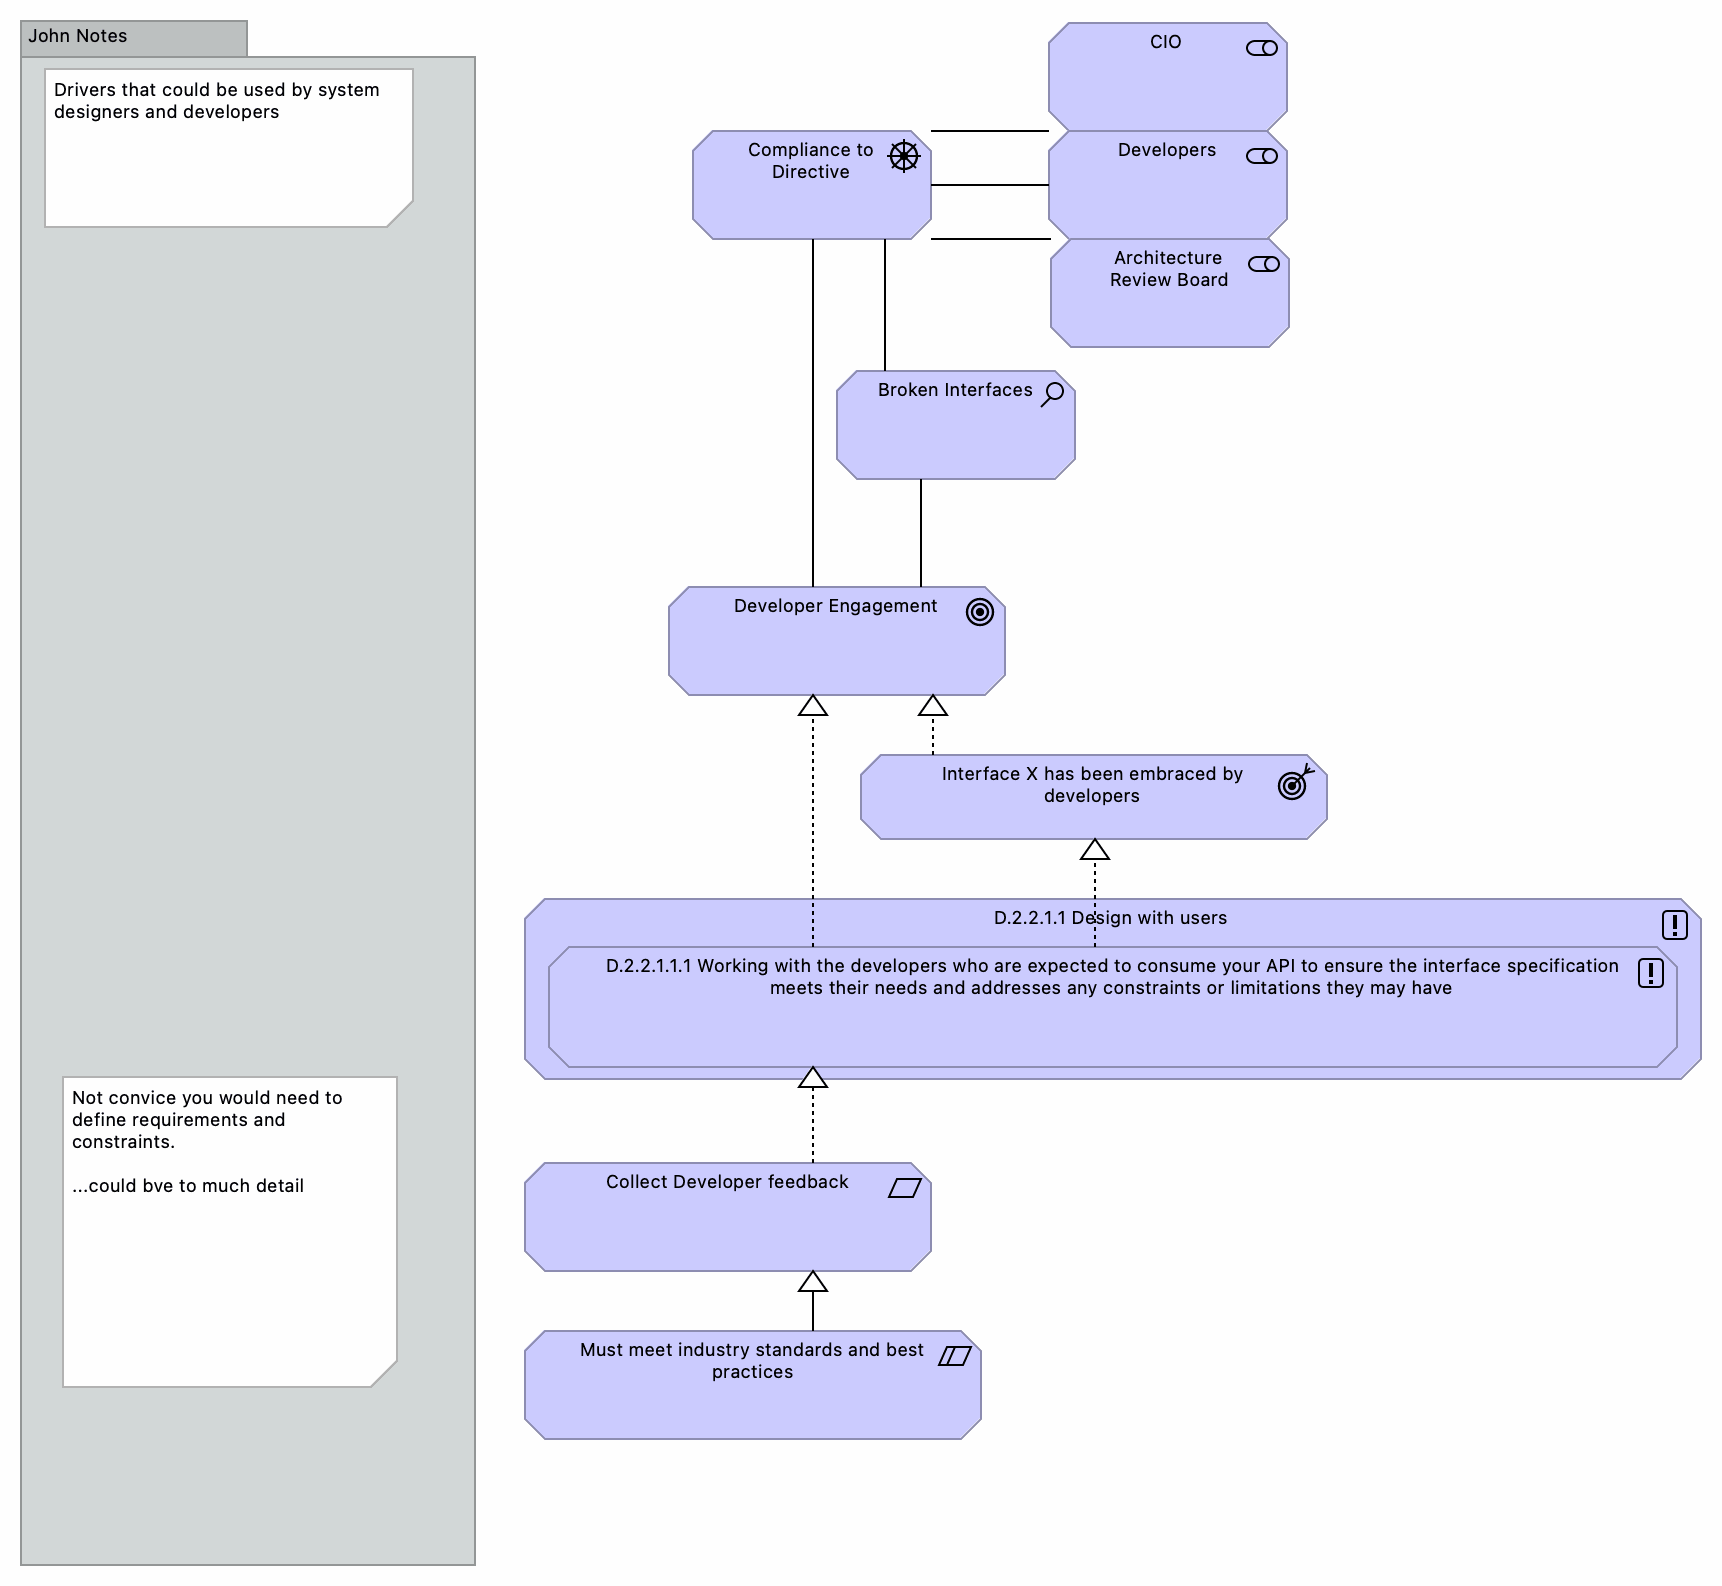 John Notes
Drivers that could be used by system
designers and developers
CIO
Compliance to
Directive
Developers
Architecture
Review Board
Broken Interfaces
Developer Engagement
Interface X has been embraced by
developers
D.2.2.1.1 Design with users
D.2.2.1.1.1 Working with the developers who are expected to consume your API to ensure the interface specification
meets their needs and addresses any constraints or limitations they may have
Not convice you would need to
define requirements and
constraints.
...could bve to much detail
Collect Developer feedback
Must meet industry standards and best
practices